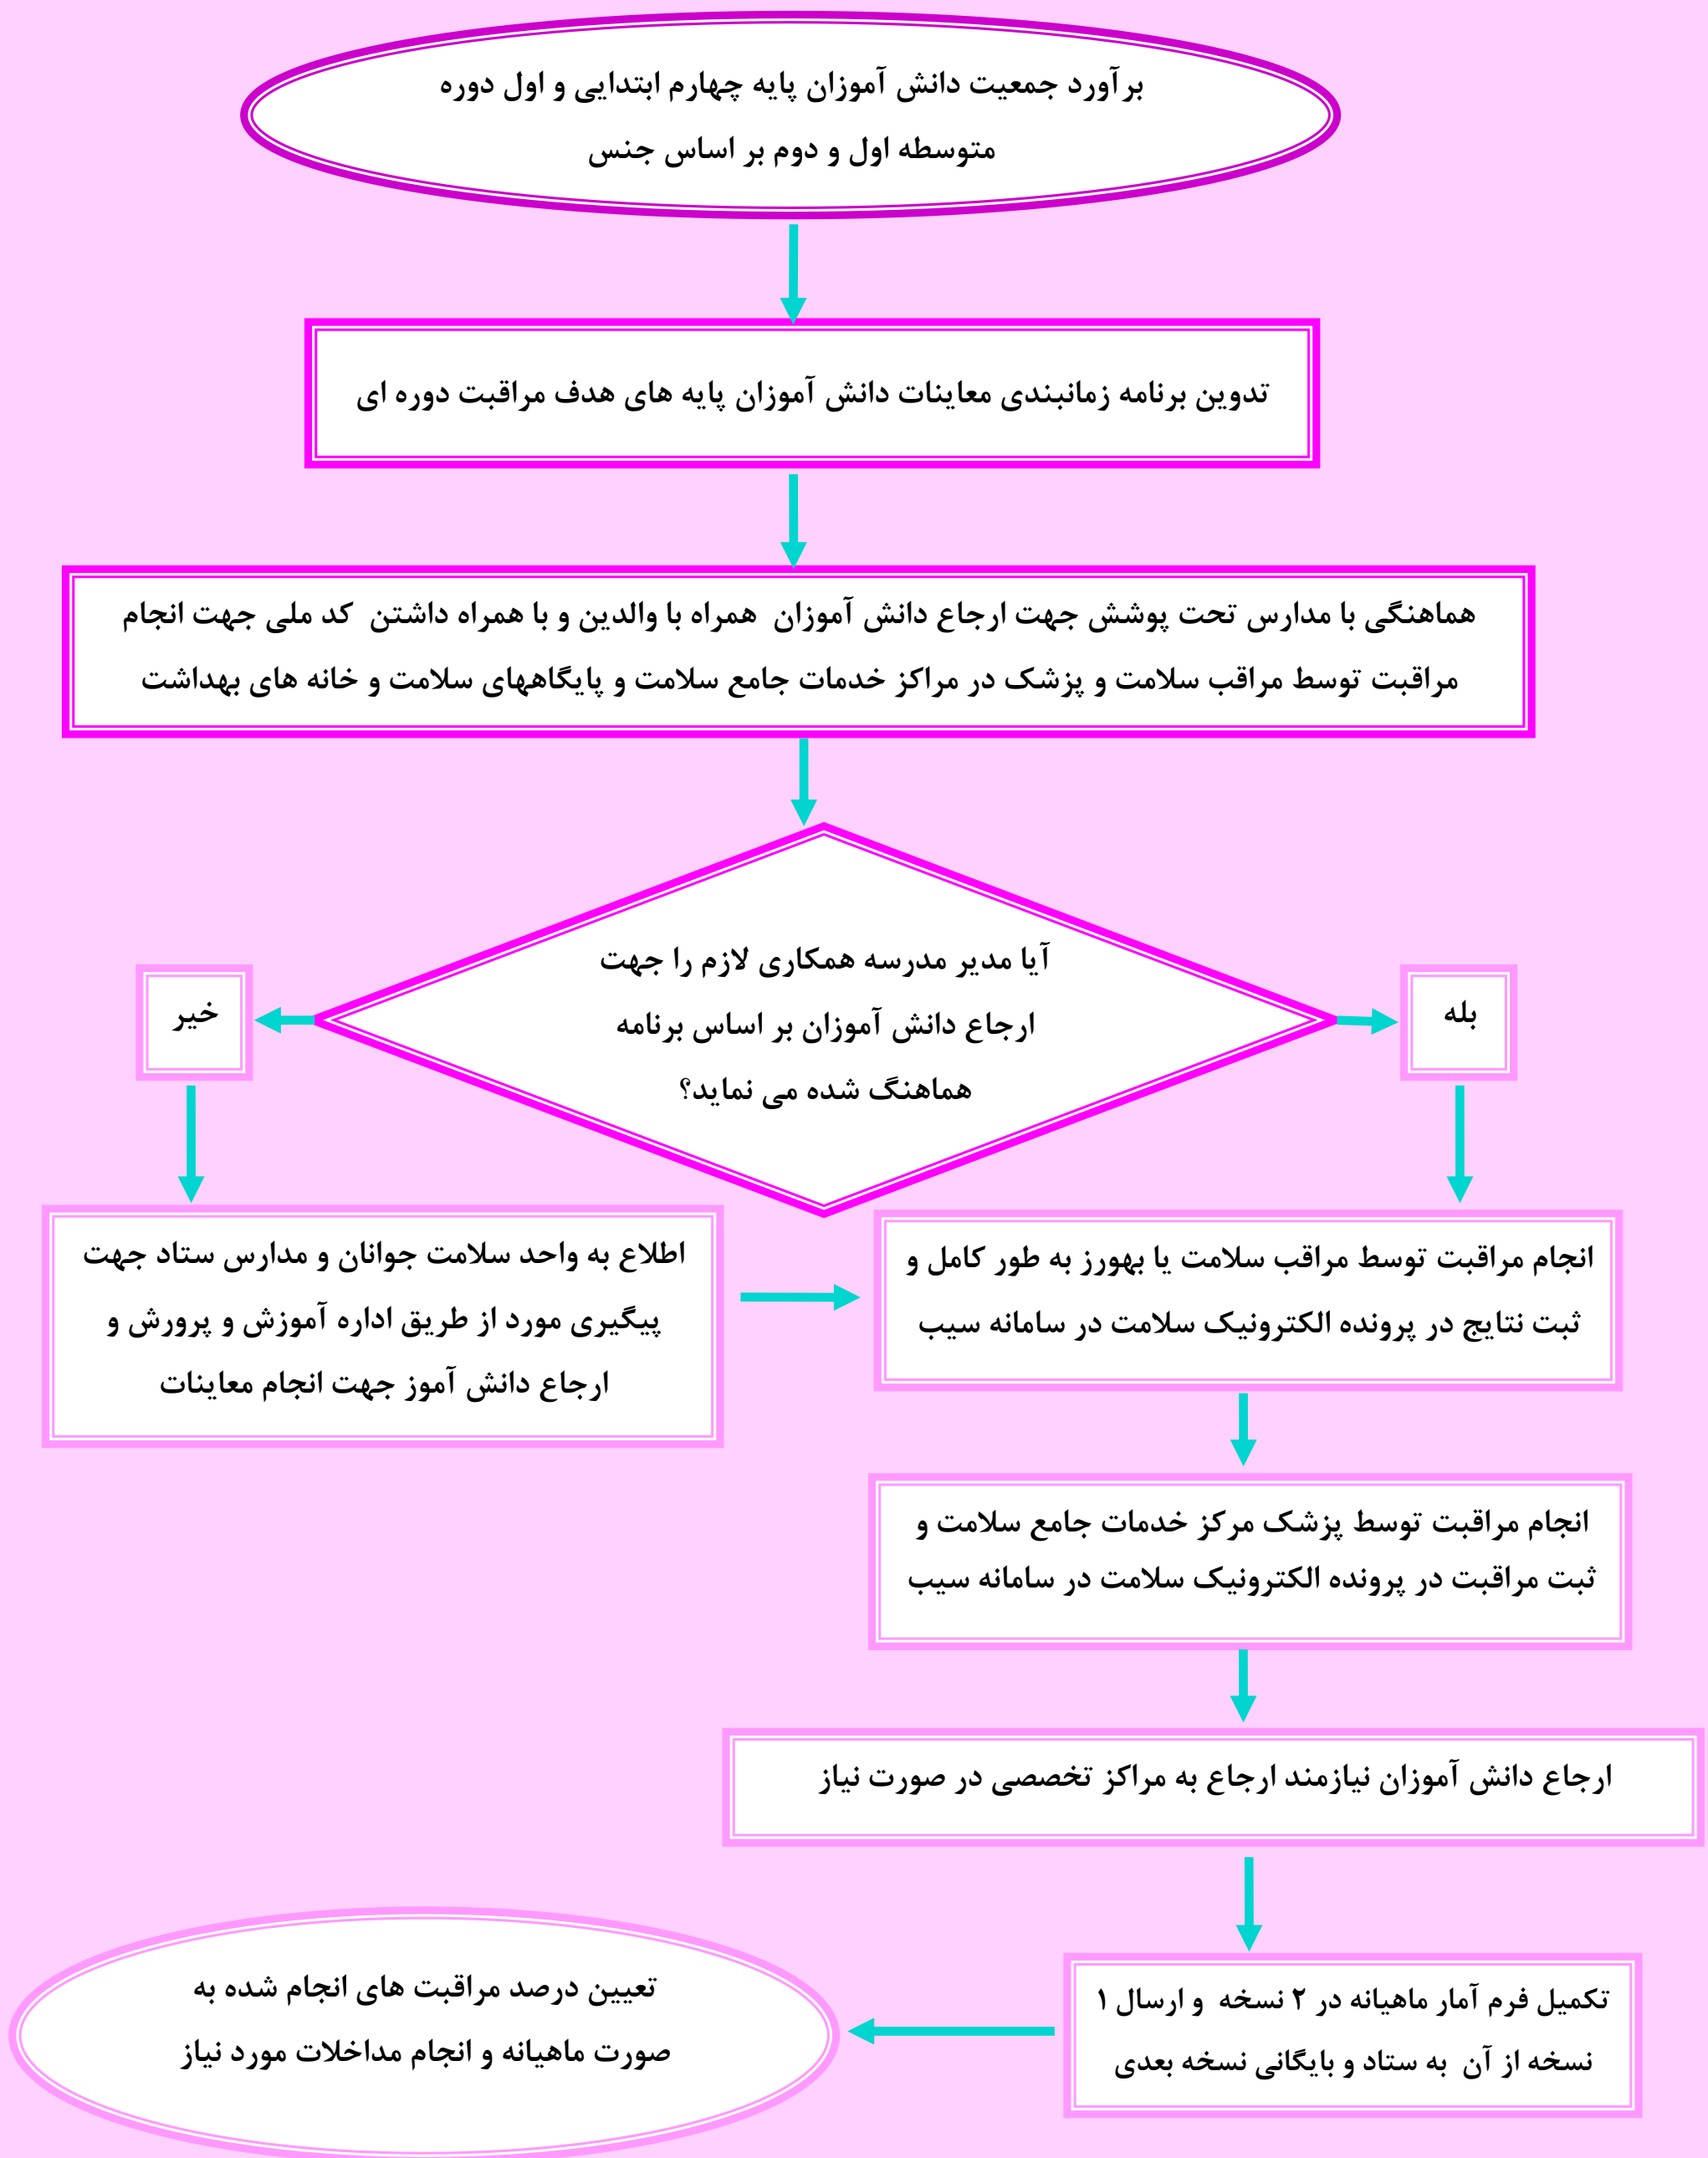 برآورد جمعیت دانش آموزان پایه چهارم ابتدایی و اول دوره
متوسطه اول و دوم بر اساس جنس
تدوین برنامه زمانبندی معاینات دانش آموزان پایه های هدف مراقبت دوره ای
هماهنگی با مدارس تحت پوشش جهت ارجاع دانش آموزان همراه با والدین و با همراه داشتن کد ملی جهت انجام
مراقبت توسط مراقب سلامت و پزشک در مراکز خدمات جامع سلامت و پایگاههای سلامت و خانه های بهداشت
آیا مدیر مدرسه همکاری لازم را جهت
ارجاع دانش آموزان بر اساس برنامه
هماهنگ شده می نماید؟
بله
خیر
انجام مراقبت توسط مراقب سلامت یا بهورز به طور کامل و
ثبت نتایج در پرونده الکترونیک سلامت در سامانه سیب
اطلاع به واحد سلامت جوانان و مدارس ستاد جهت
پیگیری مورد از طریق اداره آموزش و پرورش و
ارجاع دانش آموز جهت انجام معاینات
انجام مراقبت توسط پزشک مرکز خدمات جامع سلامت و
ثبت مراقبت در پرونده الکترونیک سلامت در سامانه سیب
ارجاع دانش آموزان نیازمند ارجاع به مراکز تخصصی در صورت نیاز
تکمیل فرم آمار ماهیانه در ۲ نسخه و ارسال ۱
نسخه از آن به ستاد و بایگانی نسخه بعدی
تعیین درصد مراقبت های انجام شده به
صورت ماهیانه و انجام مداخلات مورد نیاز